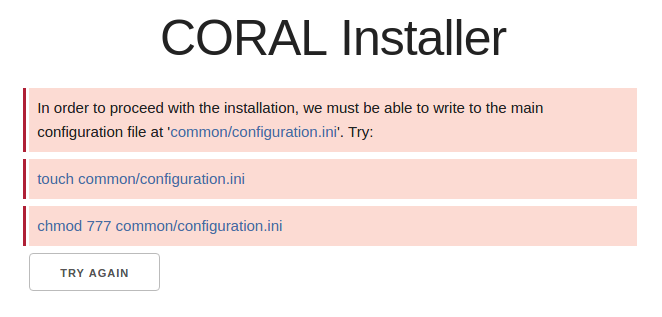 CORAL Installer
In order to proceed with the installation, we must be able to write to the main
configuration file at 'common/configuration.ini'. Try:
touch common/configuration.ini
chmod 777 common/configuration.ini
TRY AGAIN